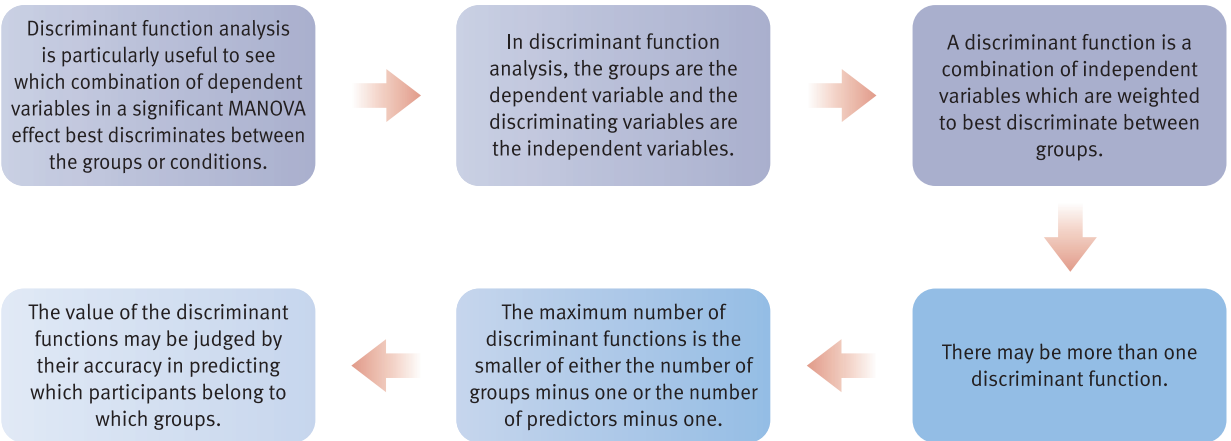 Discriminant function analysis
is particularly useful to see
which combination of dependent
variables in a significant MANOVA
effect best discriminates between
the groups or conditions.
In discriminant function
analysis, the groups are the
dependent variable and the
discriminating variables are
the independent variables.
A discriminant function is a
combination of independent
variables which are weighted
to best discriminate between
groups.
There may be more than one
discriminant function.
The maximum number of
discriminant functions is the
smaller of either the number of
groups minus one or the number
of predictors minus one.
The value of the discriminant
functions may be judged by
their accuracy in predicting
which participants belong to
which groups.